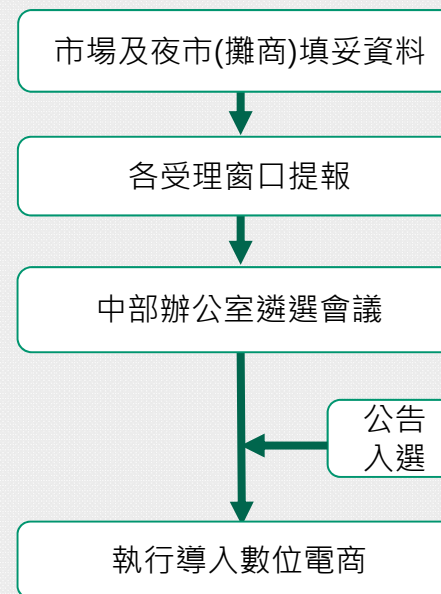 市場及夜市(攤商)填妥資料
各受理窗口提報
中部辦公室遴選會議
公告
入選
執行導入數位電商